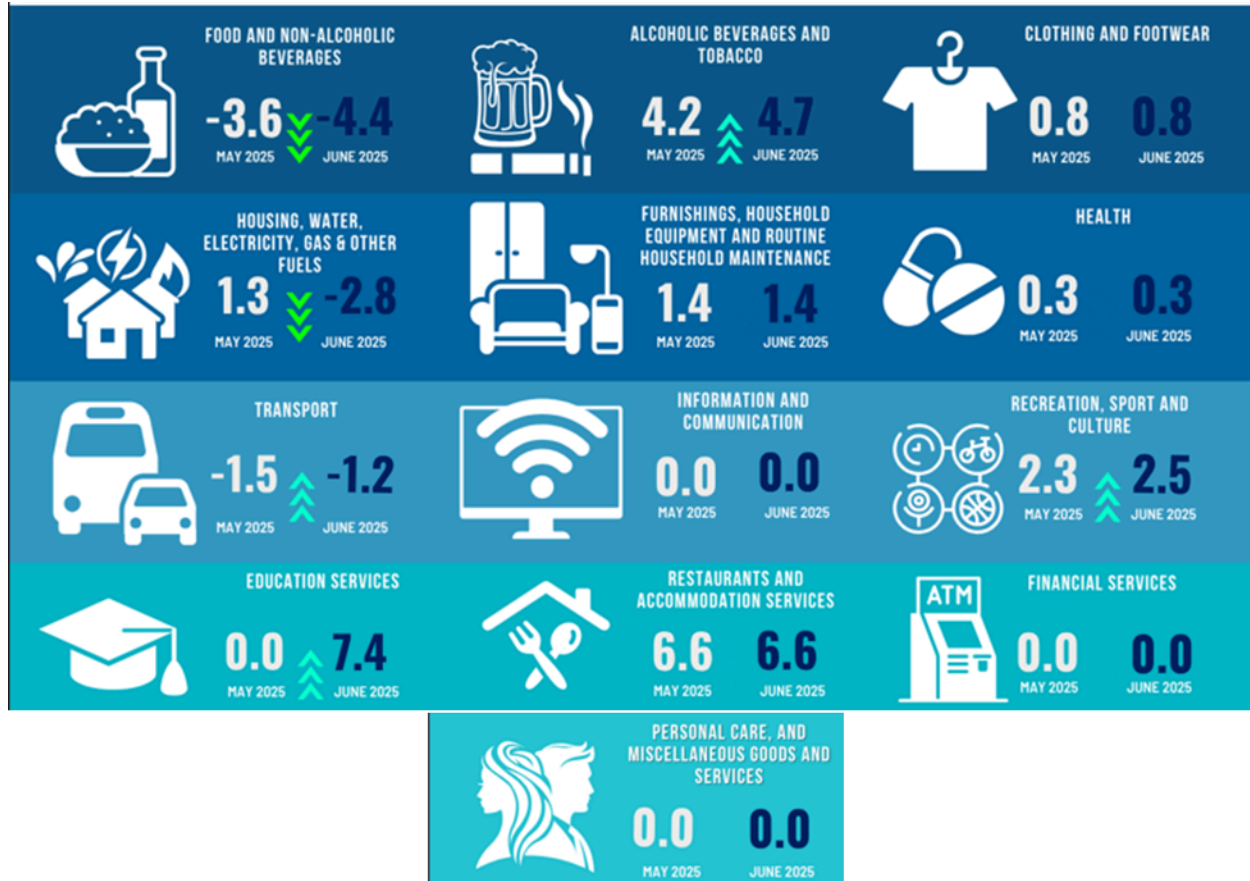 FOOD AND NON-ALCOHOLIC
BEVERAGES
-3.6 -4.4
MAY 2025 JUNE 2025
ALCOHOLIC BEVERAGES AND
TOBACCO
4.2 4.7
MAY 2025 JUNE 2025
CLOTHING AND FOOTWEAR
0.8 0.8
MAY 2025 JUNE 2025
HOUSING, WATER,
ELECTRICITY, GAS & OTHER
FUELS
1.3 -2.8
MAY 2025 JUNE 2025
FURNISHINGS, HOUSEHOLD
EQUIPMENT AND ROUTINE
HOUSEHOLD MAINTENANCE
1.4 1.4
MAY 2025 JUNE 2025
HEALTH
0.3 0.3
MAY 2025 JUNE 2025
TRANSPORT
-1.5 -1.2
MAY 2025 JUNE 2025
INFORMATION AND
COMMUNICATION
0.0 0.0
MAY 2025 JUNE 2025
RECREATION, SPORT AND
CULTURE
2.3 2.5
MAY 2025 JUNE 2025
EDUCATION SERVICES
0.0 7.4
MAY 2025 JUNE 2025
RESTAURANTS AND
ACCOMMODATION SERVICES
6.6 6.6
MAY 2025 JUNE 2025
FINANCIAL SERVICES
ATM
0.0 0.0
MAY 2025 JUNE 2025
PERSONAL CARE, AND
MISCELLANEOUS GOODS AND
SERVICES
0.0 0.0
MAY 2025 JUNE 2025